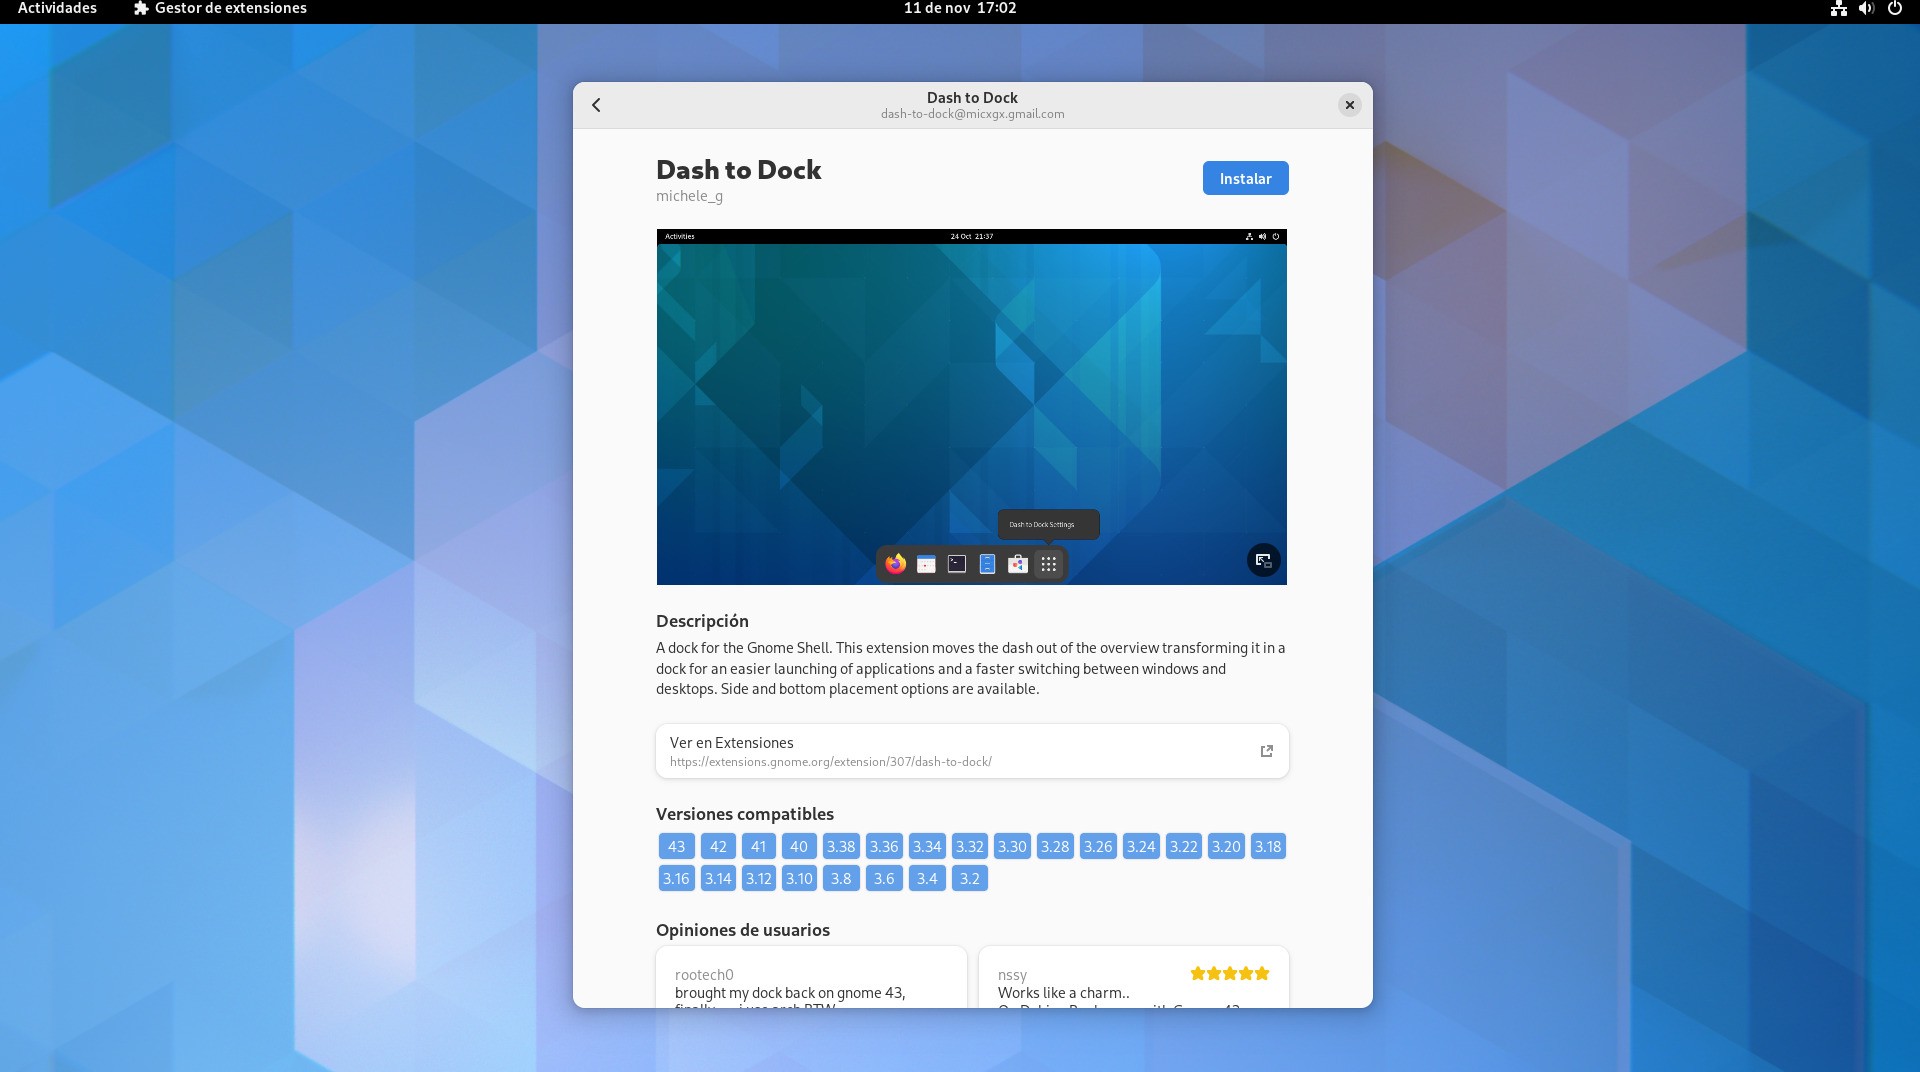 Actividades
Gestor de extensiones
11 de nov 17:02
Dash to Dock
dash-to-dock@micxgx.gmail.com
Dash to Dock
michele_g
Instalar
Activities
24 Oct 21:37
Dash to Dock Settings
Descripción
A dock for the Gnome Shell. This extension moves the dash out of the overview transforming it in a
dock for an easier launching of applications and a faster switching between windows and
desktops. Side and bottom placement options are available.
Ver en Extensiones
https://extensions.gnome.org/extension/307/dash-to-dock/
Versiones compatibles
43 42 41 40 3.38 3.36 3.34 3.32 3.30 3.28 3.26 3.24 3.22 3.20 3.18
3.16 3.14 3.12 3.10 3.8 3.6 3.4 3.2
Opiniones de usuarios
rootech0
brought my dock back on gnome 43,
nssy
Works like a charm..